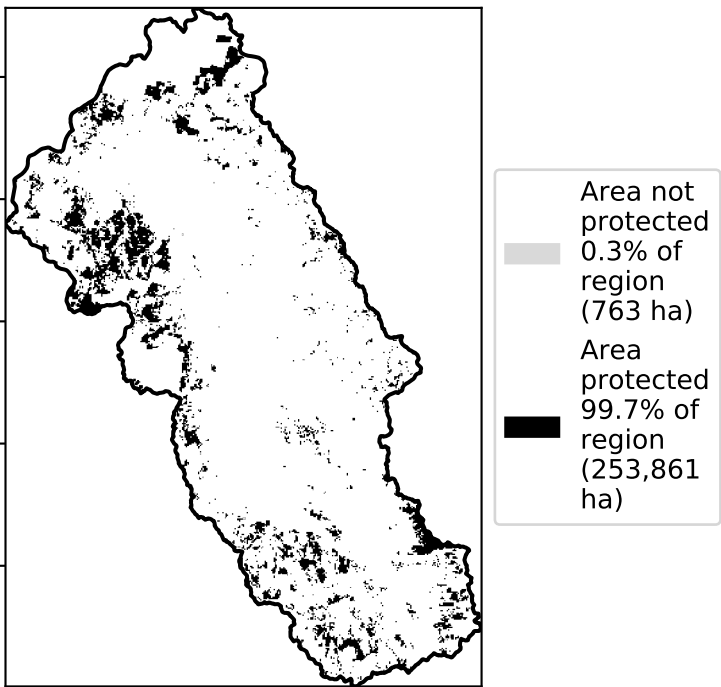 Area not
protected
0.3% of
region
(763 ha)
Area
protected
99.7% of
region
(253,861
ha)